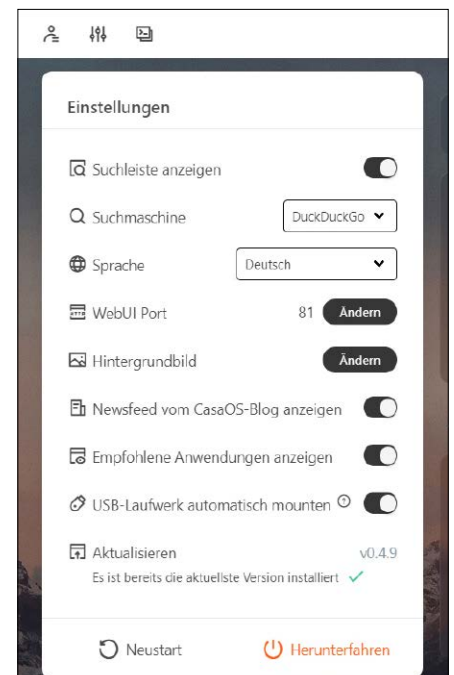 Einstellungen
Suchleiste anzeigen
Suchmaschine DuckDuckGo
Sprache Deutsch
WebUI Port 81 Ändern
Hintergrundbild Ändern
Newsfeed vom CasaOS-Blog anzeigen
Empfohlene Anwendungen anzeigen
USB-Laufwerk automatisch mounten
Aktualisieren v0.4.9
Es ist bereits die aktuellste Version installiert
Neustart Herunterfahren